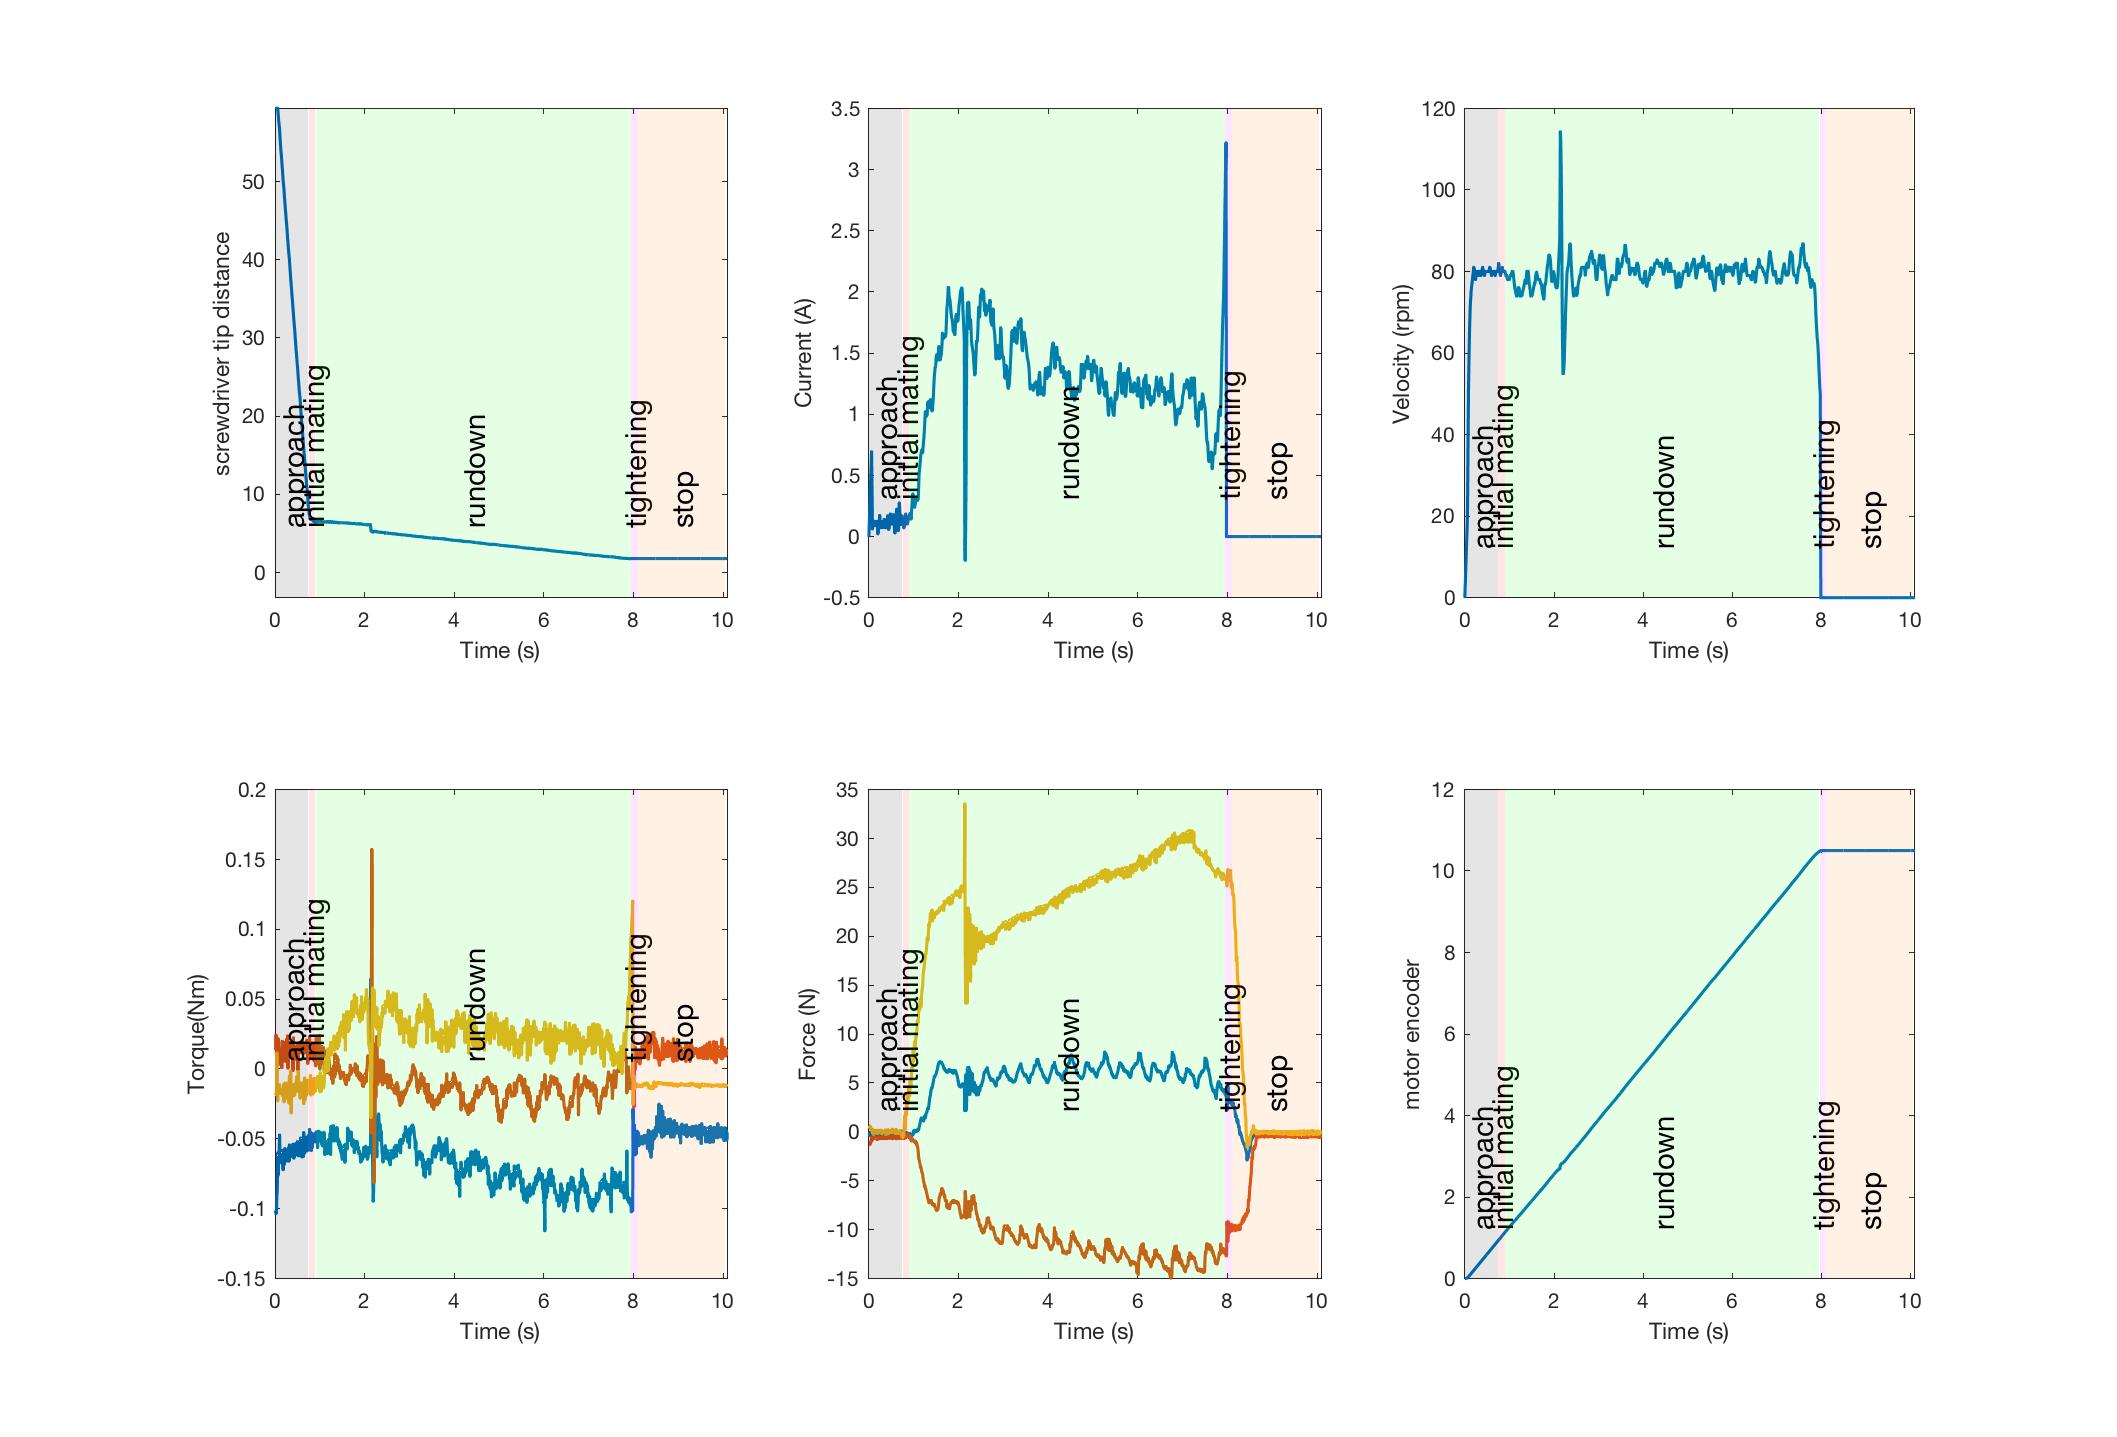 screwdriver tip distance
50
40
30
20
10
0
approach
initial mating
rundown
tightening
stop
0 2 4 6 8 10
Time (s)
Current (A)
3.5
3
2.5
2
1.5
1
0.5
0
-0.5
approach
initial mating
rundown
tightening
stop
0 2 4 6 8 10
Time (s)
Velocity (rpm)
120
100
80
60
40
20
0
approach
initial mating
rundown
tightening
stop
0 2 4 6 8 10
Time (s)
Torque(Nm)
0.2
0.15
0.1
0.05
0
-0.05
-0.1
-0.15
approach
initial mating
rundown
tightening
stop
0 2 4 6 8 10
Time (s)
Force (N)
35
30
25
20
15
10
5
0
-5
-10
-15
approach
initial mating
rundown
tightening
stop
0 2 4 6 8 10
Time (s)
motor encoder
12
10
8
6
4
2
0
approach
initial mating
rundown
tightening
stop
0 2 4 6 8 10
Time (s)